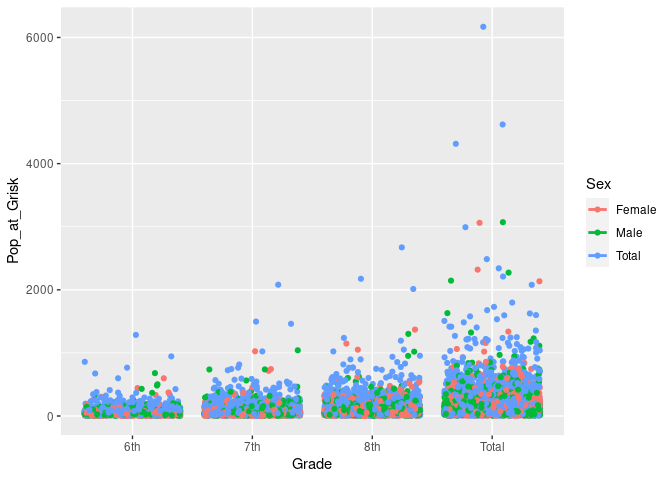 6000
4000
2000
0
Pop_at_Grisk
6th 7th 8th Total
Grade
Sex
Female
Male
Total